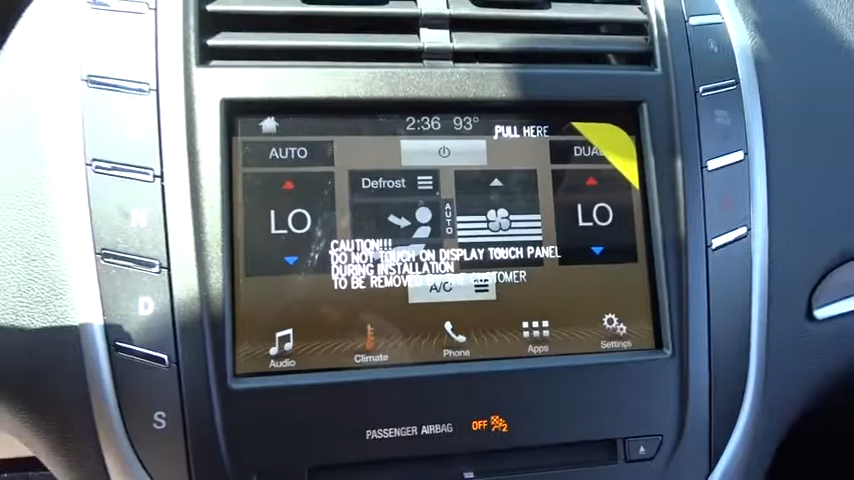 2:36 93°
PULL HERE
AUTO
DUAL
Defrost
LO
AUTO
LO
CAUTION!!!
DO NOT TOUCH ON DISPLAY TOUCH PANEL
DURING INSTALLATION
TO BE REMOVED CUSTOMER
A/C
Audio
Climate
Phone
Apps
Settings
D
S
PASSENGER AIRBAG OFF 2